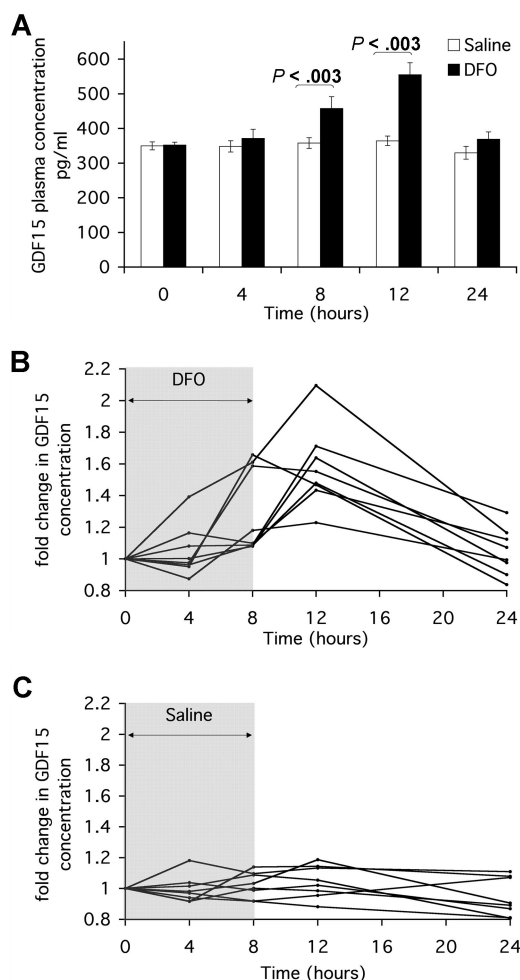 A
GDF15 plasma concentration
pg/ml
600
500
400
300
200
100
0
P < .003
P < .003
Saline
DFO
0 4 8 12 24
Time (hours)
B
fold change in GDF15
concentration
2.2
2
1.8
1.6
1.4
1.2
1
0.8
DFO
0 4 8 12 16 20 24
Time (hours)
C
fold change in GDF15
concentration
2.2
2
1.8
1.6
1.4
1.2
1
0.8
Saline
0 4 8 12 16 20 24
Time (hours)